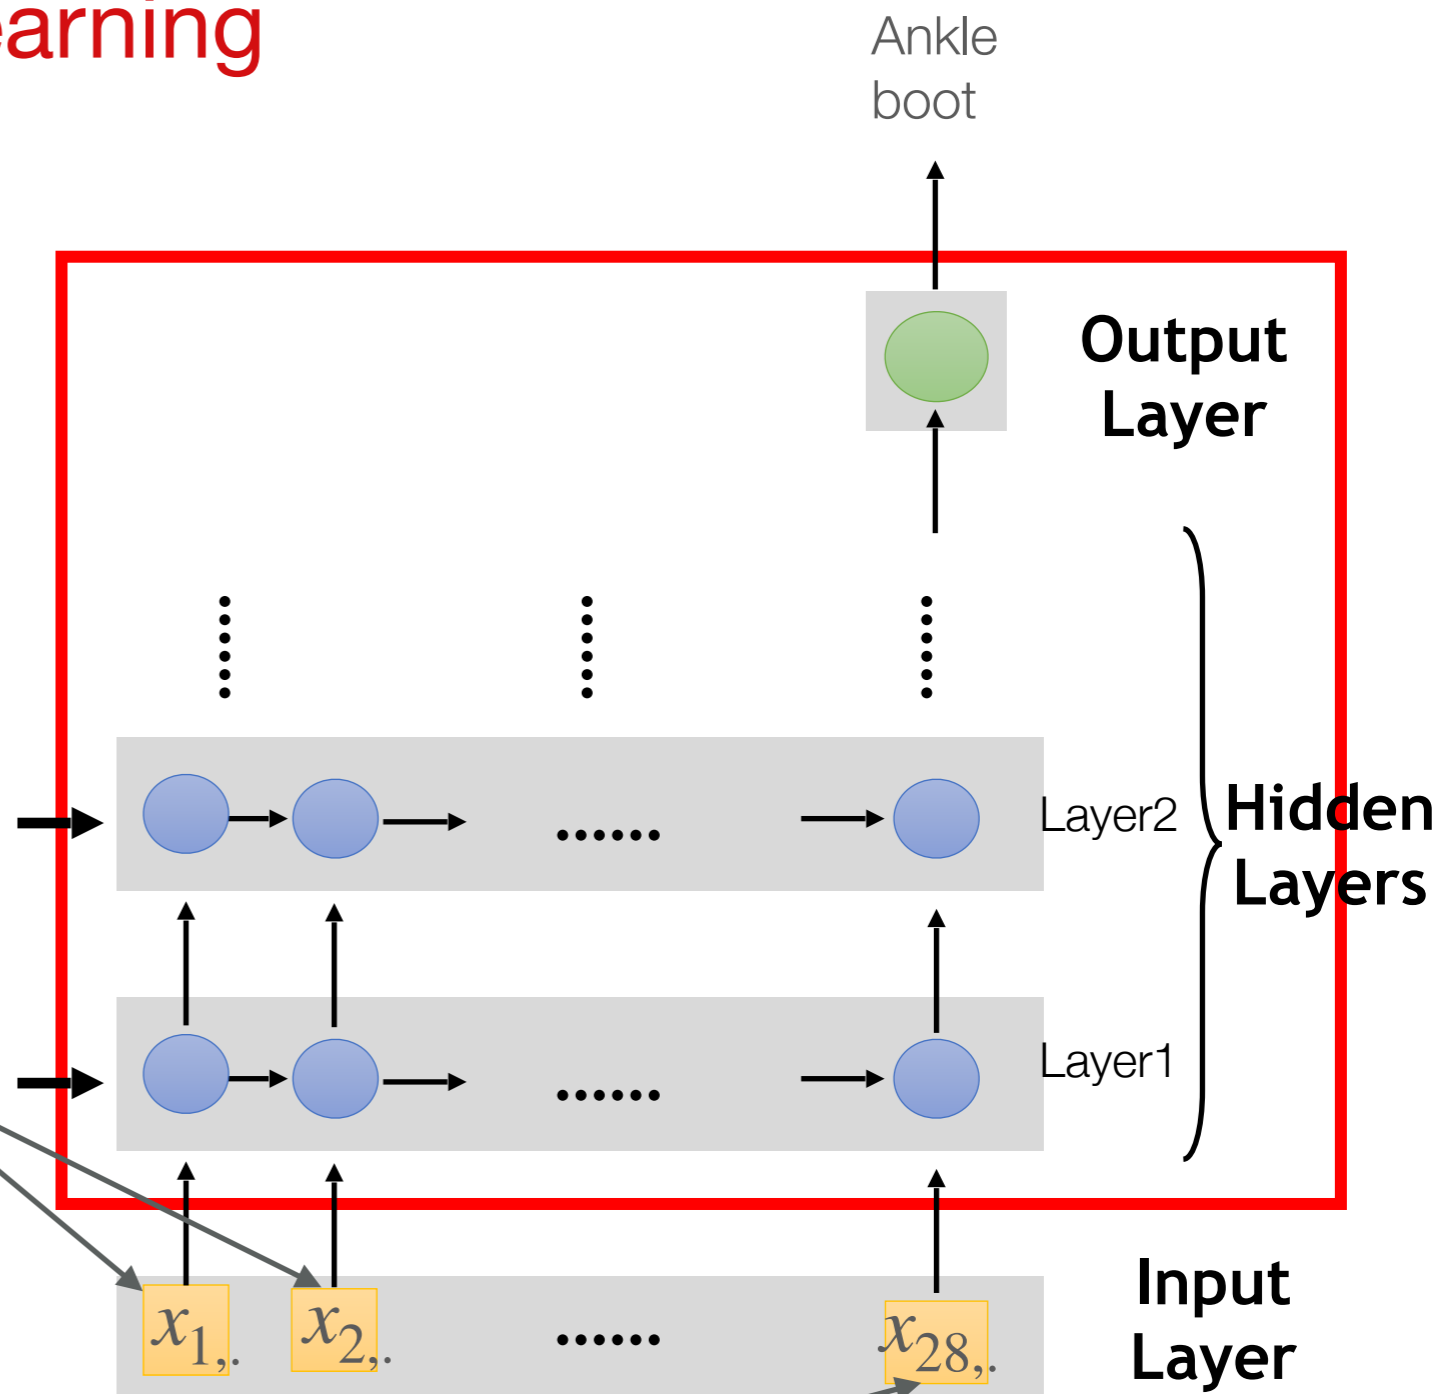 earning
Ankle
boot
Output
Layer
Layer2
Hidden
Layers
Layer1
Input
Layer
x1,.
x2,.
......
x28,.